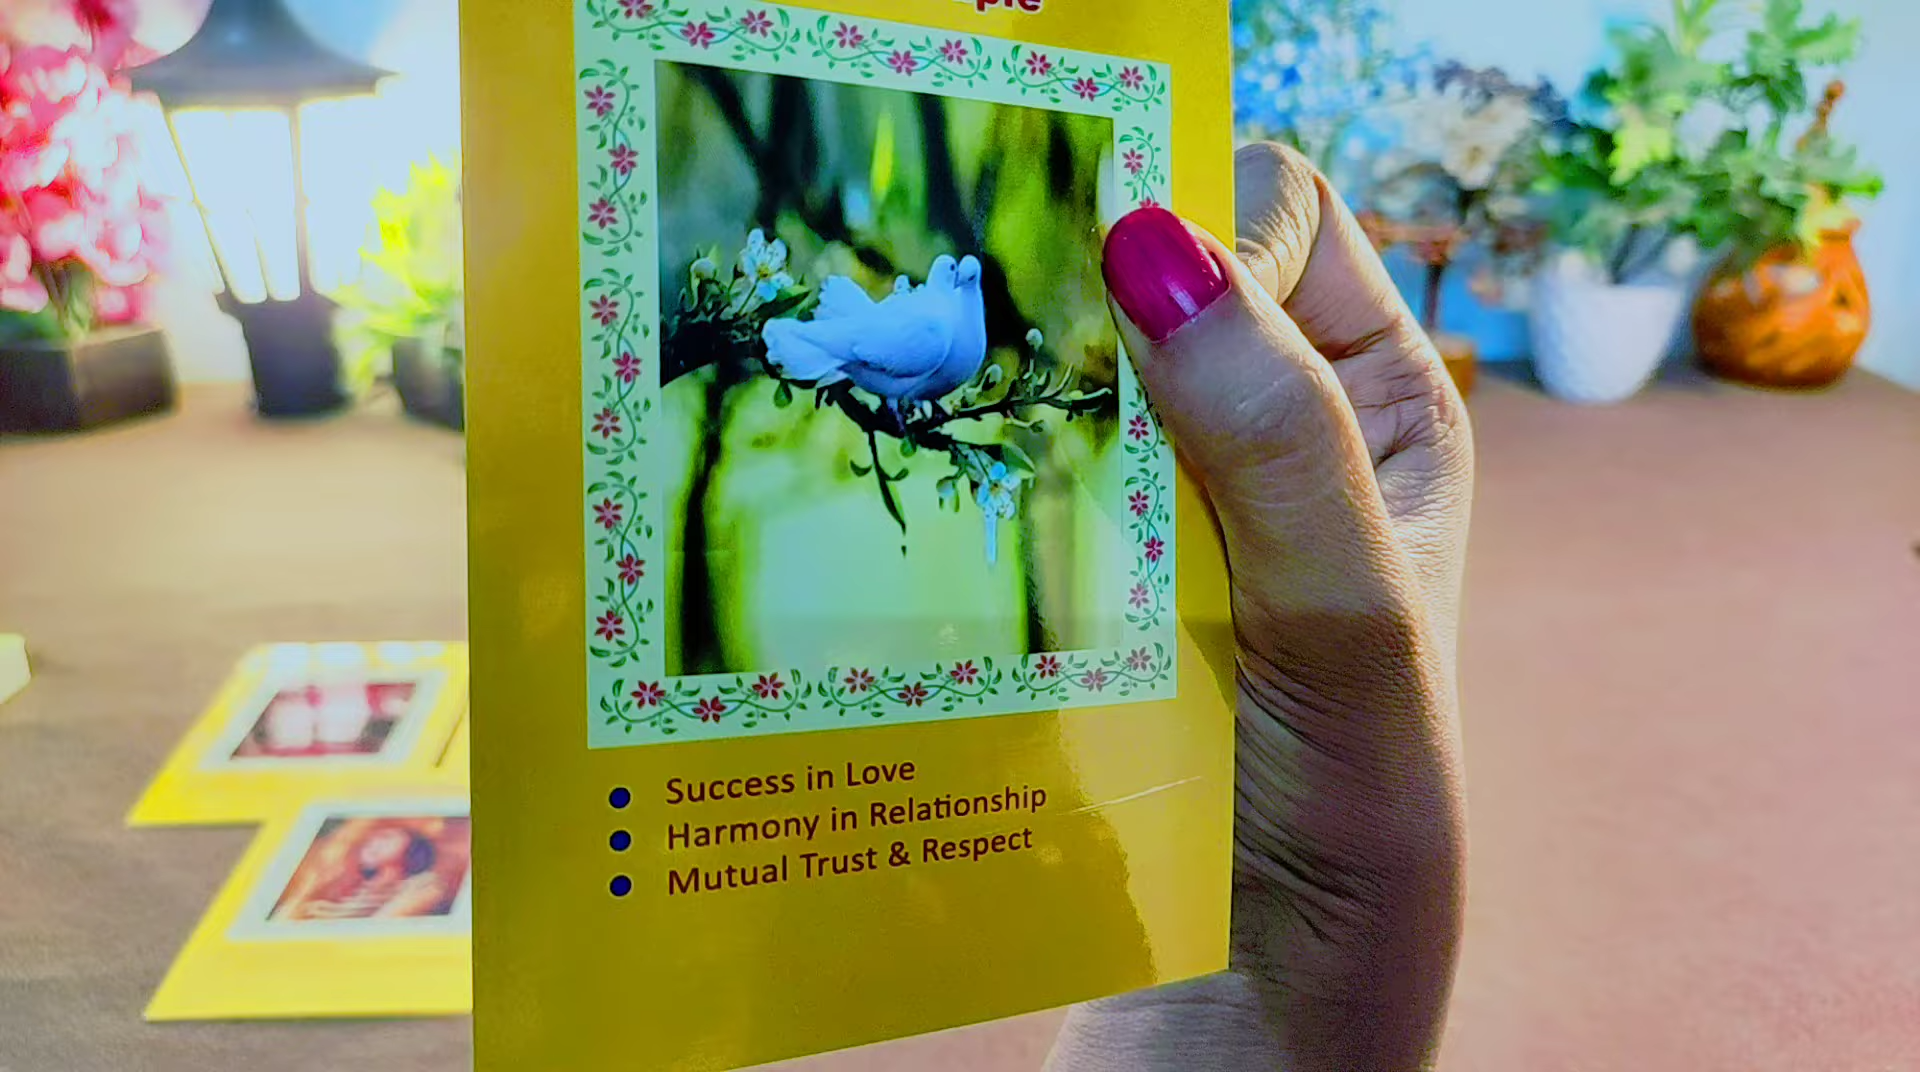 Success in Love
Harmony in Relationship
Mutual Trust & Respect